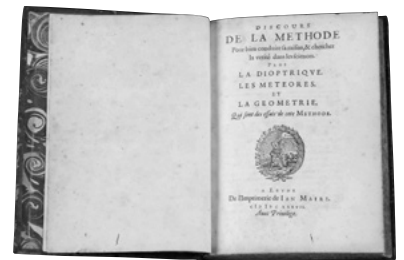 DISCOURS
DE LA METHODE
Pour bien conduire sa raison, & chercher
la verité dans les sciences.
PLUS
LA DIOPTRIQVE.
LES METEORES.
ET
LA GEOMETRIE.
Qui sont des essais de cete METHODE.
A LEYDE
De l'Imprimerie de IAN MAIRE.
Avec Privilege.